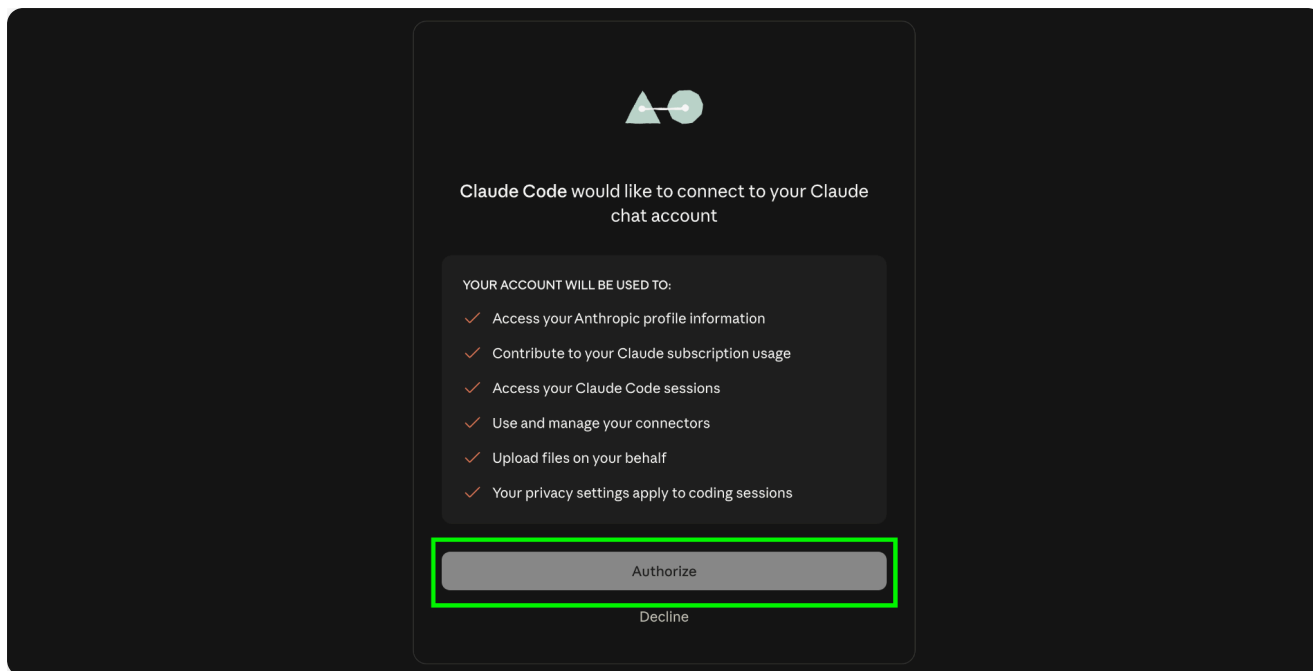 Claude Code would like to connect to your Claude
chat account
YOUR ACCOUNT WILL BE USED TO:
Access your Anthropic profile information
Contribute to your Claude subscription usage
Access your Claude Code sessions
Use and manage your connectors
Upload files on your behalf
Your privacy settings apply to coding sessions
Authorize
Decline